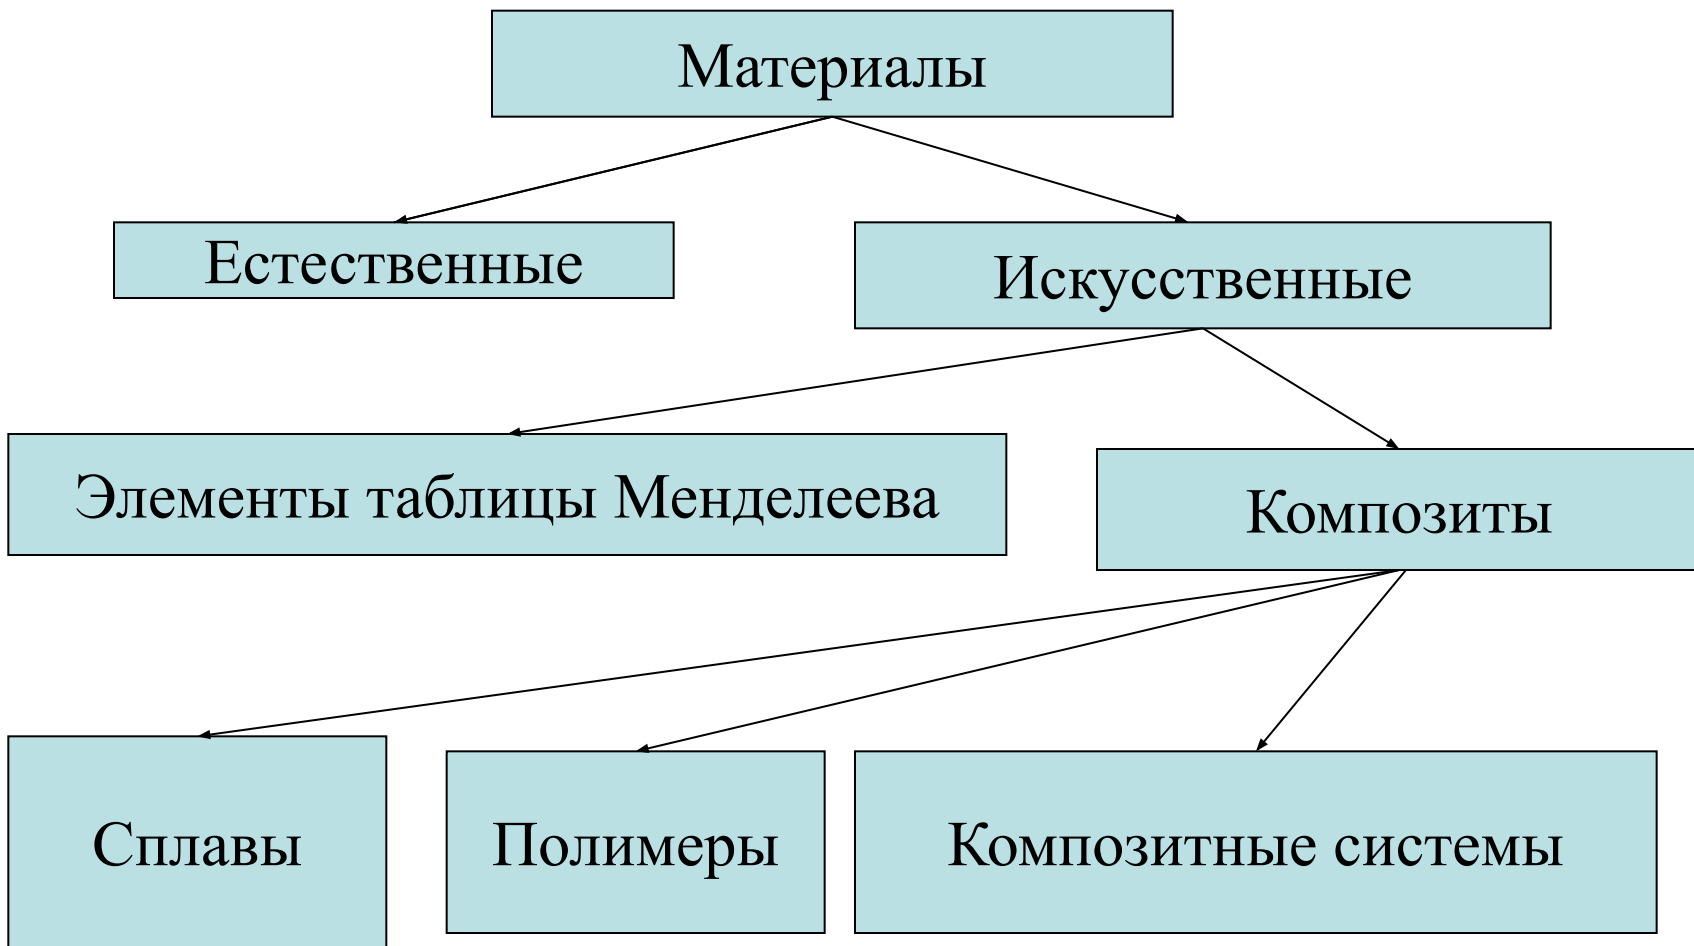 Материалы
Естественные
Искусственные
Элементы таблицы Менделеева
Композиты
Сплавы
Полимеры
Композитные системы